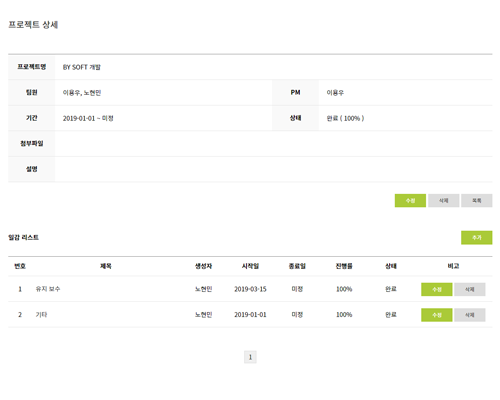 프로젝트 상세
프로젝트명 BY SOFT 개발
팀원 이용우, 노현민 PM 이용우
기간 2019-01-01 ~ 미정 상태 완료 ( 100% )
첨부파일
설명
수정 삭제 목록
일감 리스트 추가
번호 제목 생성자 시작일 종료일 진행률 상태 비고
1 유지 보수 노현민 2019-03-15 미정 100% 완료 수정 삭제
2 기타 노현민 2019-01-01 미정 100% 완료 수정 삭제
1